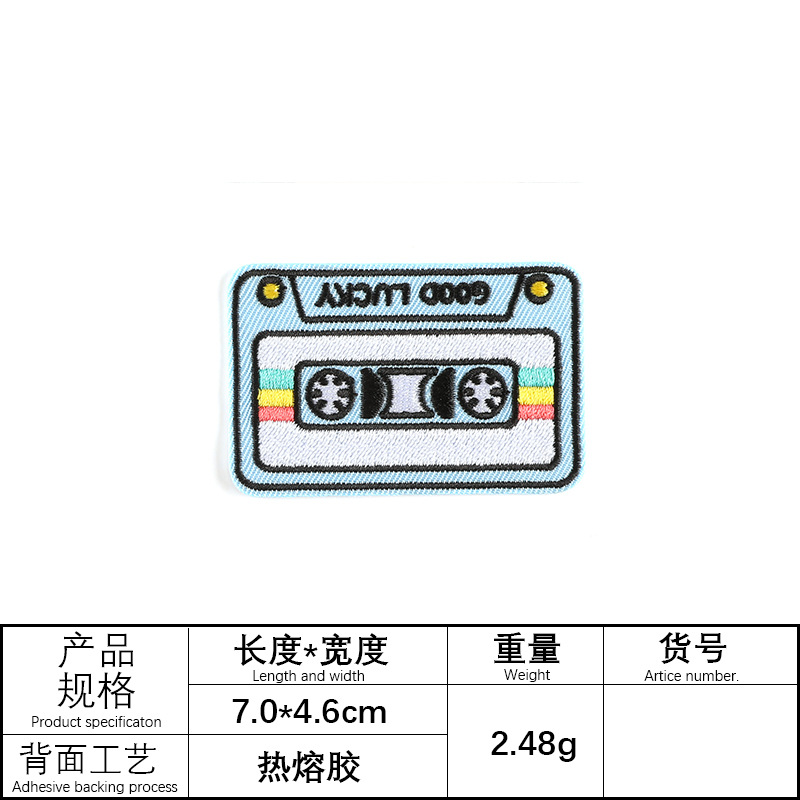 GOOD LUCKY
产品
规格
Product specificaton
长度*宽度
Length and width
重量
Weight
货号
Artice number.
7.0*4.6cm
2.48g
背面工艺
Adhesive backing process
热熔胶